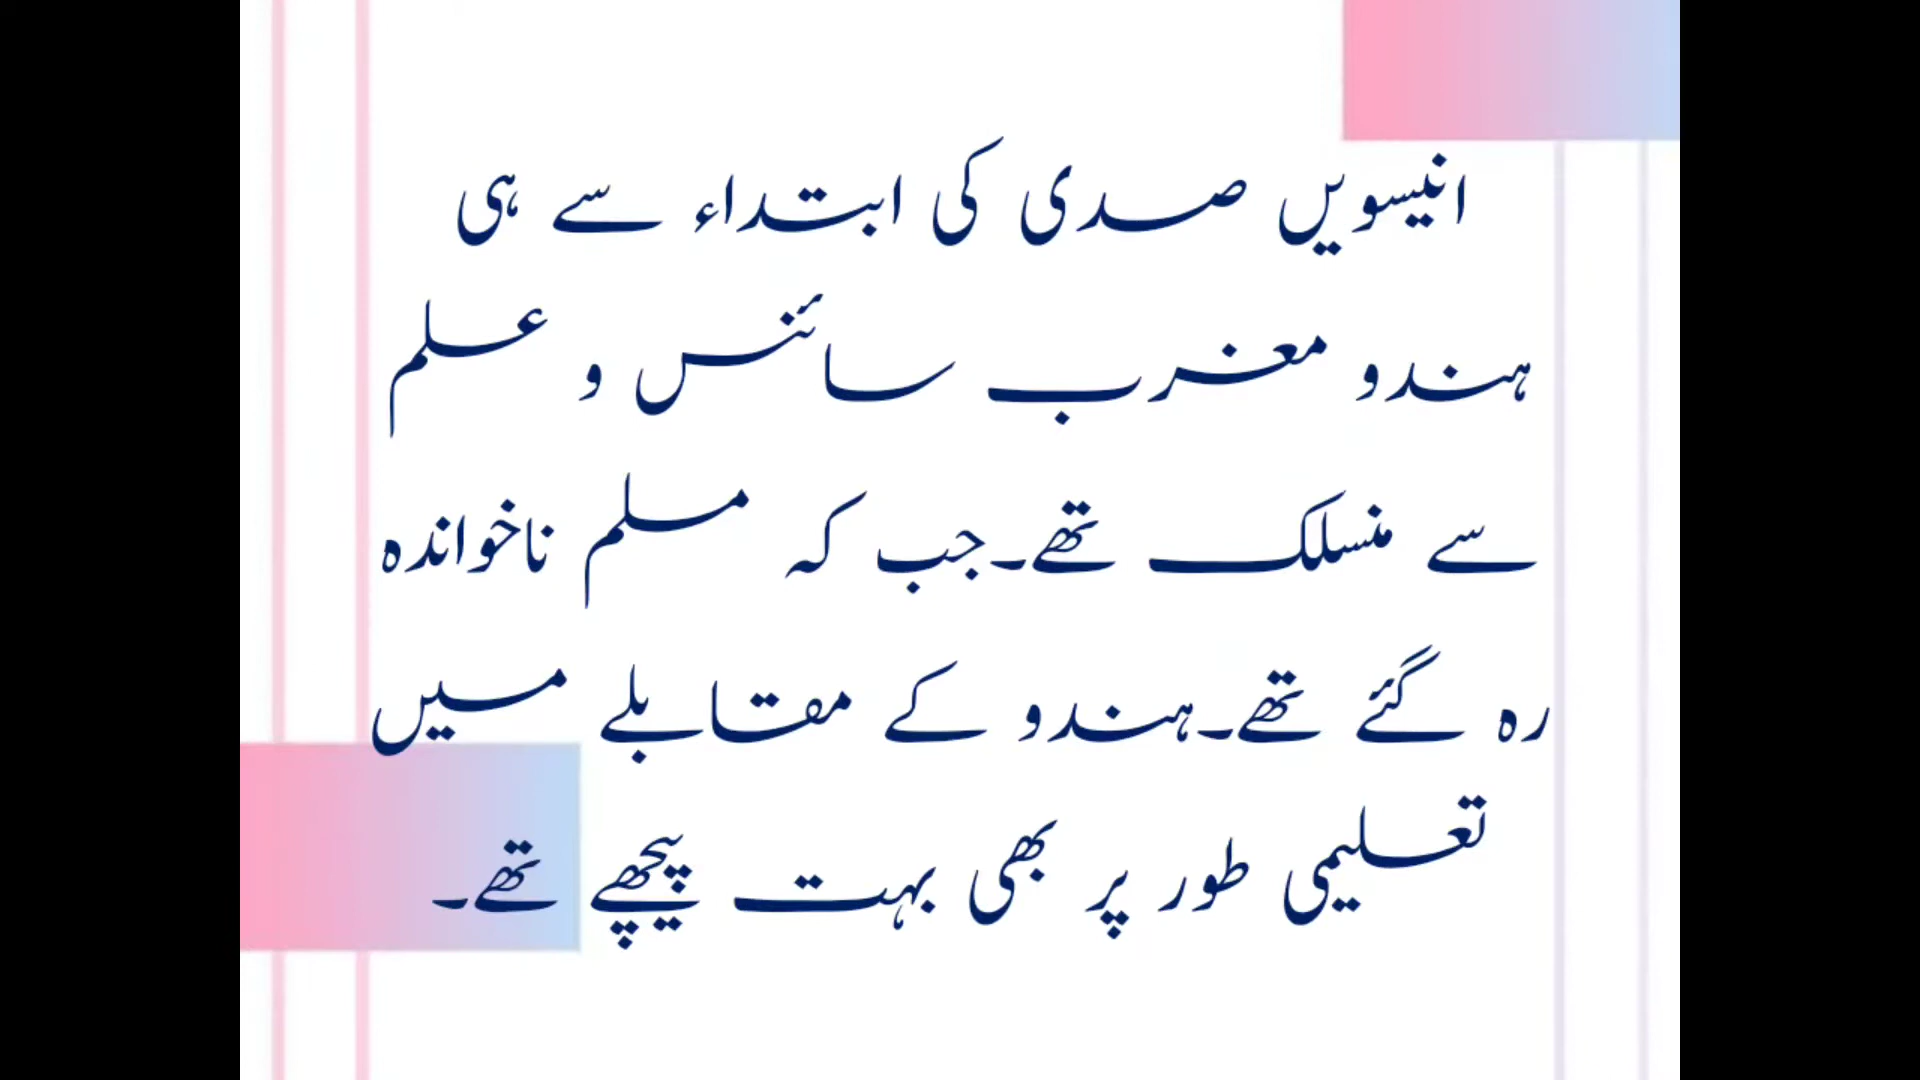 انیسویں صدی کی ابتداء سے ہی
ہندو مغرب سائنس و علم
سے منسلک تھے۔جب کہ مسلم ناخواندہ
رہ گئے تھے۔ہندو کے مقابلے میں
تعلیمی طور پر بھی بہت پیچھے تھے۔